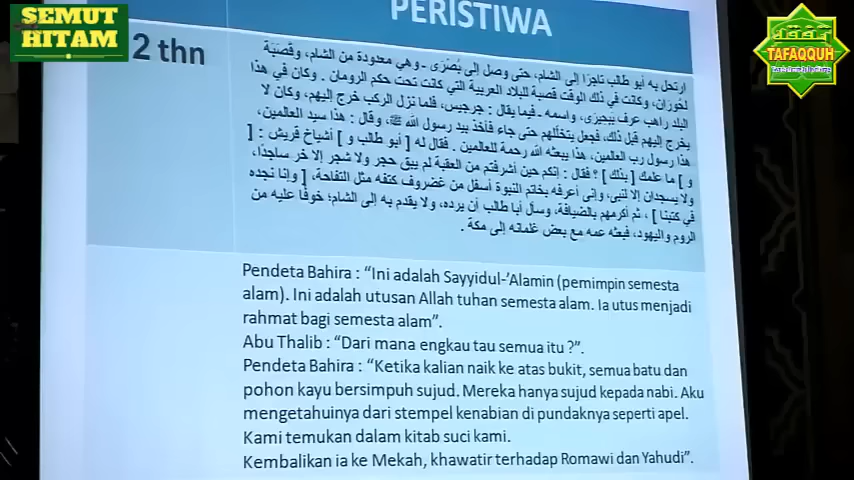 SEMUT
HITAM
PERISTIWA
TAFAQQUH
2 thn
ارتحل به أبو طالب تاجرًا إلى الشام، حتى وصل إلى بُصْرَى ـ وهي معدودة من الشام، وقَصَبَة
لحُورَان، وكانت في ذلك الوقت قصبة للبلاد العربية التي كانت تحت حكم الرومان ـ وكان في هذا
البلد راهب عرف ببَحِيرَى، واسمه ـ فيما يقال : جرجيس، فلما نزل الركب خرج إليهم، وكان لا
يخرج إليهم قبل ذلك، فجعل يتخللهم حتى جاء فأخذ بيد رسول الله ﷺ، وقال : هذا سيد العالمين،
هذا رسول رب العالمين، هذا يبعثه الله رحمة للعالمين . فقال له [ أبو طالب و ] أشياخ قريش : [
و ] ما علمك [ بذلك ] ؟ فقال : إنكم حين أشرفتم من العقبة لم يبق حجر ولا شجر إلا خر ساجدًا،
ولا يسجدان إلا لنبي، وإنى أعرفه بخاتم النبوة أسفل من غضروف كتفه مثل التفاحة، [ وإنا نجده
في كتبنا ] ، ثم أكرمهم بالضيافة، وسأل أبا طالب أن يرده، ولا يقدم به إلى الشام؛ خوفًا عليه من
الروم واليهود، فبعثه عمه مع بعض غلمانه إلى مكة .
Pendeta Bahira : “Ini adalah Sayyidul-’Alamin (pemimpin semesta
alam). Ini adalah utusan Allah tuhan semesta alam. Ia utus menjadi
rahmat bagi semesta alam”.
Abu Thalib : “Dari mana engkau tau semua itu ?”.
Pendeta Bahira : “Ketika kalian naik ke atas bukit, semua batu dan
pohon kayu bersimpuh sujud. Mereka hanya sujud kepada nabi. Aku
mengetahuinya dari stempel kenabian di pundaknya seperti apel.
Kami temukan dalam kitab suci kami.
Kembalikan ia ke Mekah, khawatir terhadap Romawi dan Yahudi”.